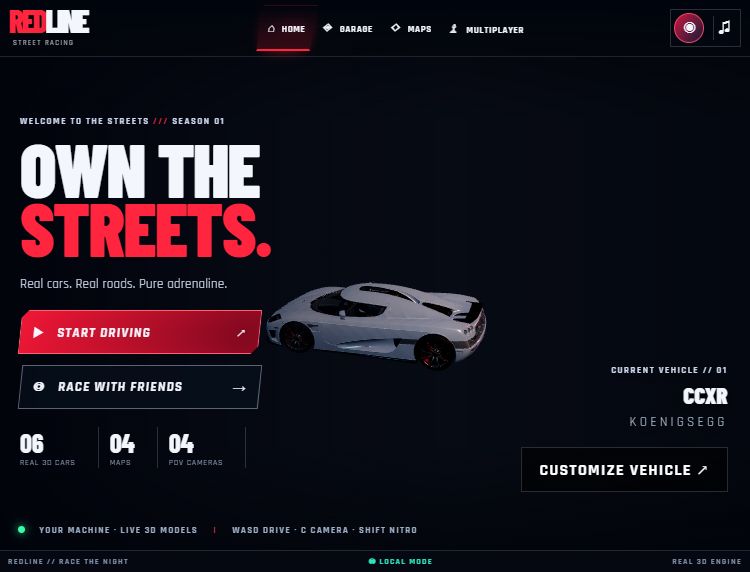 REDLINE
STREET RACING
HOME
GARAGE
MAPS
MULTIPLAYER
WELCOME TO THE STREETS /// SEASON 01
OWN THE
STREETS.
Real cars. Real roads. Pure adrenaline.
START DRIVING
RACE WITH FRIENDS
06
REAL 3D CARS
04
MAPS
04
POV CAMERAS
CURRENT VEHICLE // 01
CCXR
KOENIGSEGG
CUSTOMIZE VEHICLE ↗
YOUR MACHINE · LIVE 3D MODELS | WASD DRIVE · C CAMERA · SHIFT NITRO
REDLINE // RACE THE NIGHT
LOCAL MODE
REAL 3D ENGINE